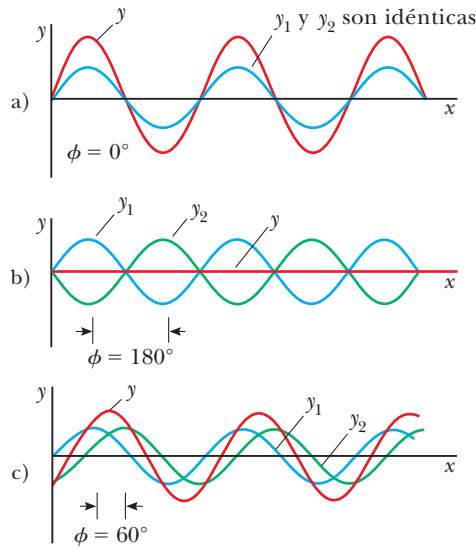 y
y
y₁ y y₂ son idénticas
a)
x
ϕ = 0°
y
y₁
y₂
y
b)
x
ϕ = 180°
y
y
y₁
y₂
c)
x
ϕ = 60°